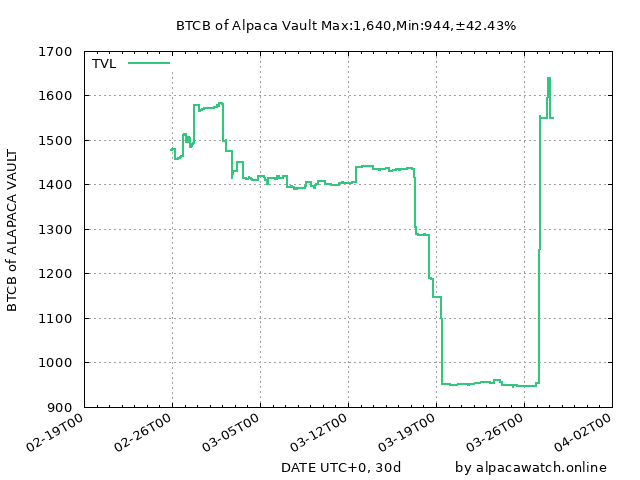 BTCB of Alpaca Vault Max:1,640,Min:944,±42.43%
TVL
1700
1600
1500
1400
1300
1200
1100
1000
900
BTCB of ALAPACA VAULT
02-19T00
02-26T00
03-05T00
03-12T00
03-19T00
03-26T00
04-02T00
DATE UTC+0, 30d
by alpacawatch.online